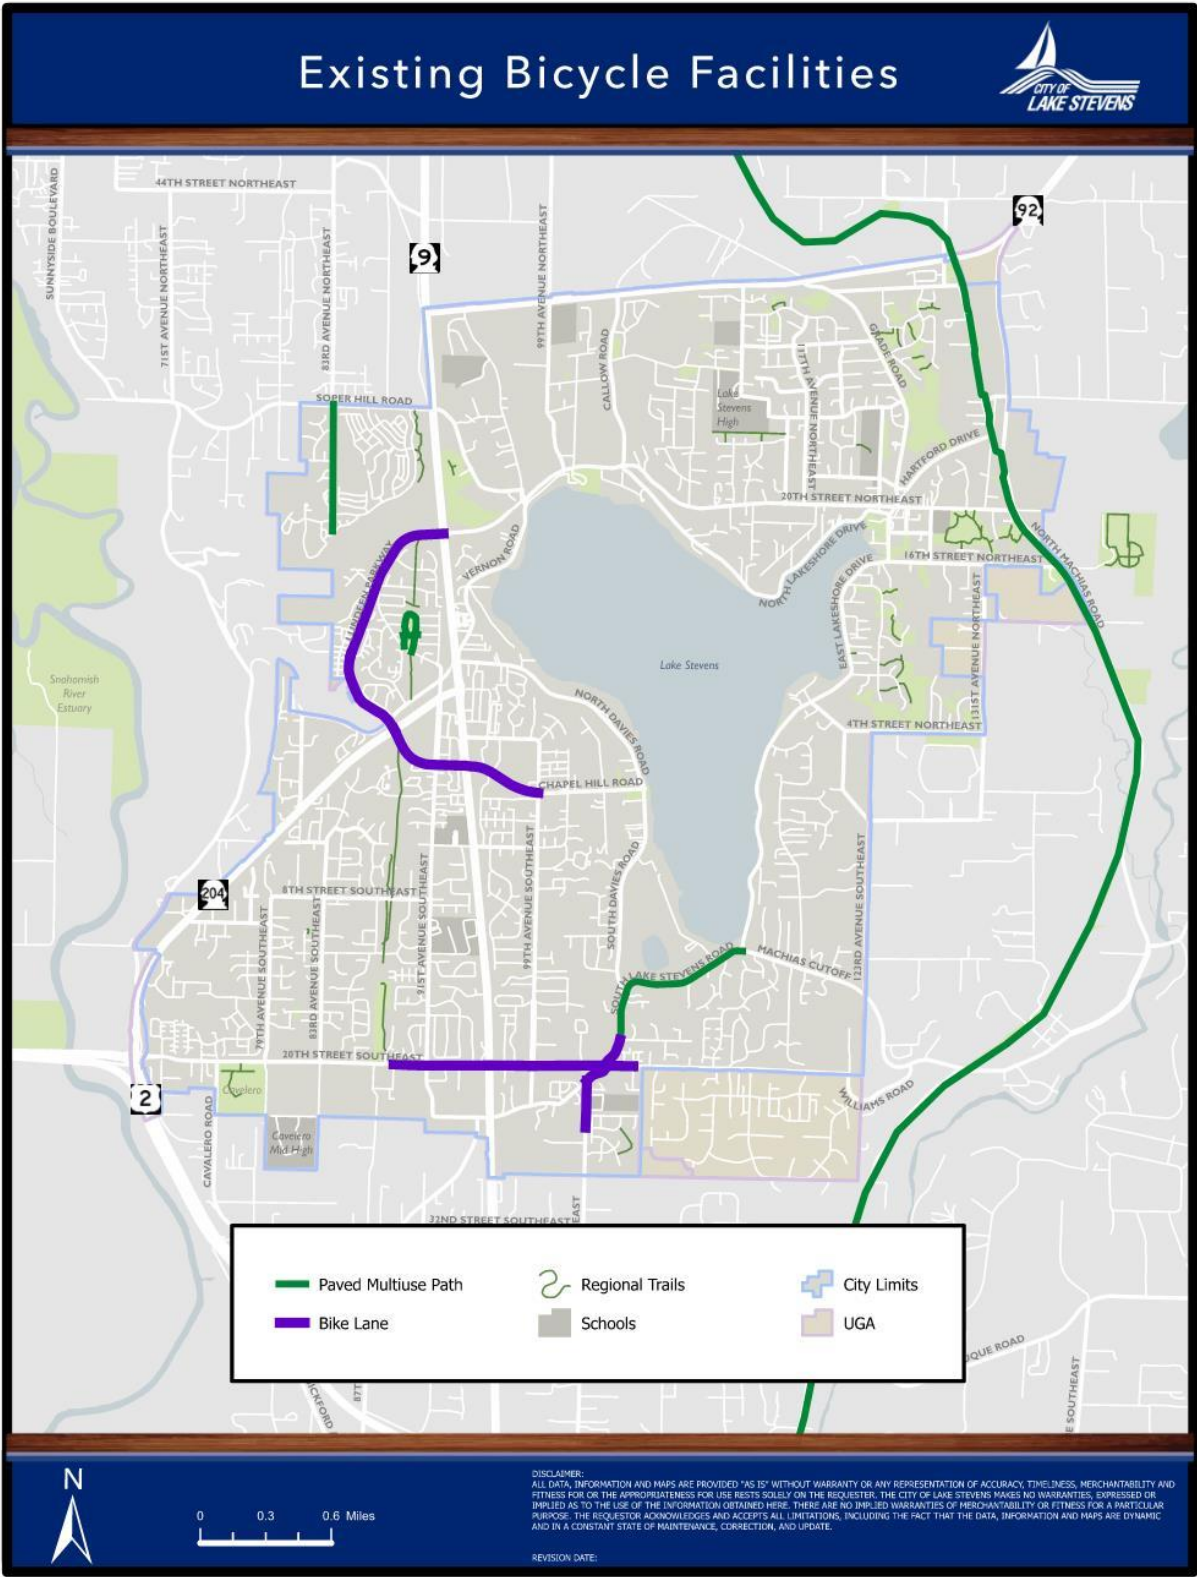 Existing Bicycle Facilities
CITY OF
LAKE STEVENS
44TH STREET NORTHEAST
SUNNYSIDE BOULEVARD
71ST AVENUE NORTHEAST
83RD AVENUE NORTHEAST
9
99TH AVENUE NORTHEAST
92
CALLOW ROAD
GRADE ROAD
117TH AVENUE NORTHEAST
SOPER HILL ROAD
Lake
Stevens
High
HARTFORD DRIVE
20TH STREET NORTHEAST
NORTH MACHIAS ROAD
LUNDEEN PARKWAY
VERNON ROAD
NORTH LAKESHORE DRIVE
16TH STREET NORTHEAST
EAST LAKESHORE DRIVE
131ST AVENUE NORTHEAST
Lake Stevens
Snohomish
River
Estuary
NORTH DAVIES ROAD
4TH STREET NORTHEAST
CHAPEL HILL ROAD
204
8TH STREET SOUTHEAST
79TH AVENUE SOUTHEAST
83RD AVENUE SOUTHEAST
91ST AVENUE SOUTHEAST
99TH AVENUE SOUTHEAST
SOUTH DAVIES ROAD
123RD AVENUE SOUTHEAST
SOUTH LAKE STEVENS ROAD
MACHIAS CUTOFF
20TH STREET SOUTHEAST
2
Cavelero
CAVALERO ROAD
Cavelero
Mid High
WILLIAMS ROAD
32ND STREET SOUTHEAST
EAST
Paved Multiuse Path
Regional Trails
City Limits
Bike Lane
Schools
UGA
QUE ROAD
ICKFORD
87T
E SOUTHEAST
N
0 0.3 0.6 Miles
DISCLAIMER:
ALL DATA, INFORMATION AND MAPS ARE PROVIDED "AS IS" WITHOUT WARRANTY OR ANY REPRESENTATION OF ACCURACY, TIMELINESS, MERCHANTABILITY AND
FITNESS FOR OR THE APPROPRIATENESS FOR USE RESTS SOLELY ON THE REQUESTER. THE CITY OF LAKE STEVENS MAKES NO WARRANTIES, EXPRESSED OR
IMPLIED AS TO THE USE OF THE INFORMATION OBTAINED HERE. THERE ARE NO IMPLIED WARRANTIES OF MERCHANTABILITY OR FITNESS FOR A PARTICULAR
PURPOSE. THE REQUESTOR ACKNOWLEDGES AND ACCEPTS ALL LIMITATIONS, INCLUDING THE FACT THAT THE DATA, INFORMATION AND MAPS ARE DYNAMIC
AND IN A CONSTANT STATE OF MAINTENANCE, CORRECTION, AND UPDATE.
REVISION DATE: